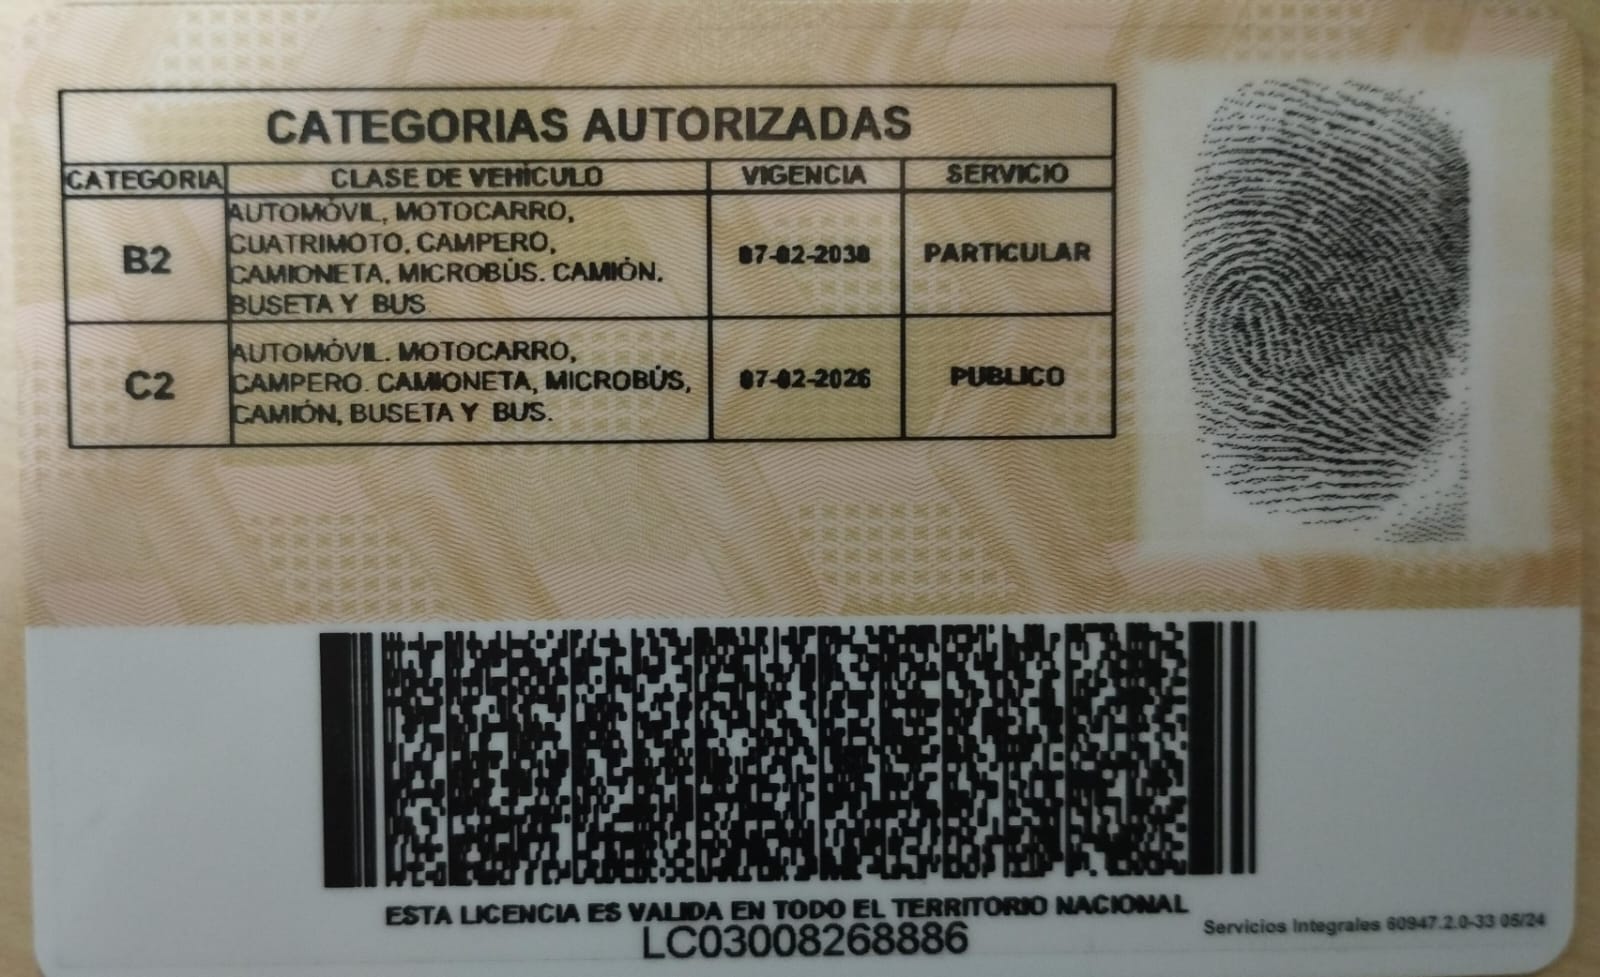 CATEGORIAS AUTORIZADAS
CATEGORIA CLASE DE VEHÍCULO VIGENCIA SERVICIO
B2
AUTOMÓVIL, MOTOCARRO,
CUATRIMOTO, CAMPERO,
CAMIONETA, MICROBÚS. CAMIÓN.
BUSETA Y BUS
07-02-2030
PARTICULAR
C2
AUTOMÓVIL. MOTOCARRO,
CAMPERO. CAMIONETA, MICROBÚS,
CAMIÓN, BUSETA Y BUS.
07-02-2026
PUBLICO
ESTA LICENCIA ES VALIDA EN TODO EL TERRITORIO NACIONAL
LC03008268886
Servicios Integrales 60947.2.0-33 05/24